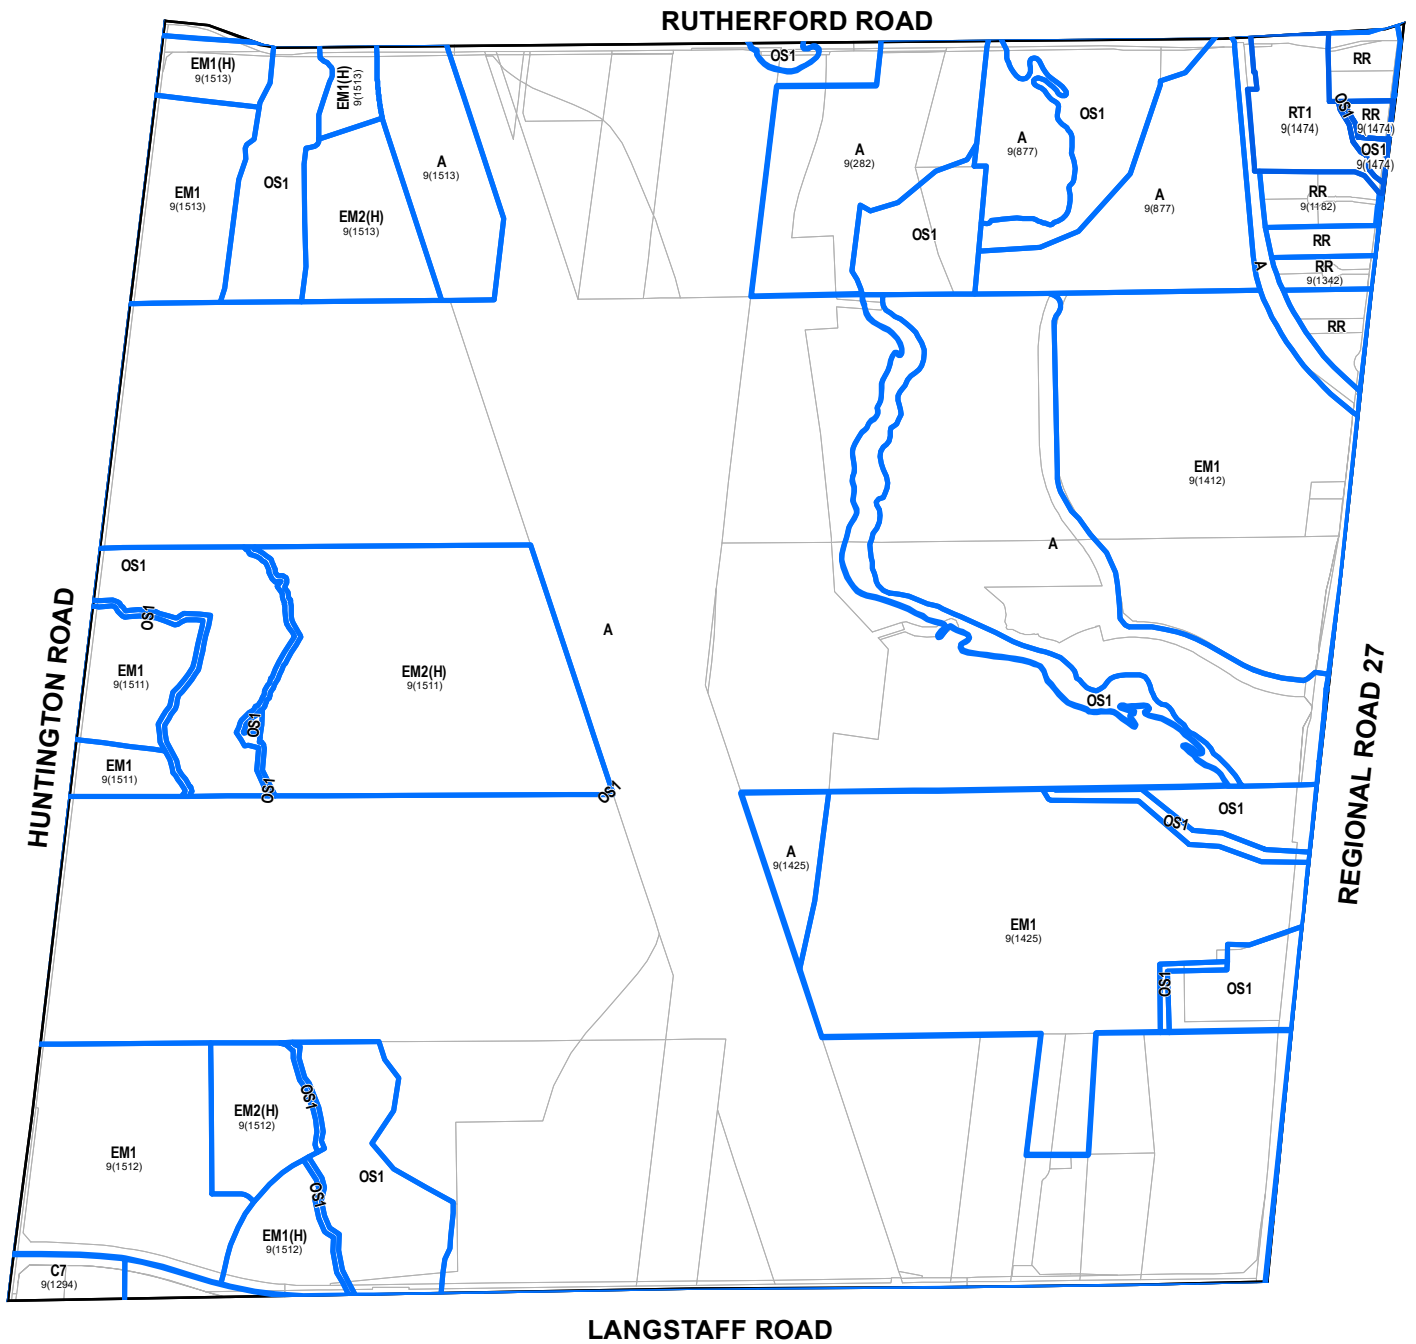 RUTHERFORD ROAD
EM1(H)
9(1513)
EM1(H)
9(1513)
A
9(1513)
OS1
EM1
9(1513)
EM2(H)
9(1513)
OS1
A
9(282)
OS1
A
9(877)
OS1
A
9(877)
RR
OS1
RT1
9(1474)
RR
9(1474)
OS1
9(1474)
RR
9(1182)
RR
A
RR
9(1342)
RR
EM1
9(1412)
A
OS1
OS1
EM1
9(1511)
EM2(H)
9(1511)
A
OS1
EM1
9(1511)
OS1
OS1
OS1
HUNTINGTON ROAD
REGIONAL ROAD 27
OS1
OS1
A
9(1425)
EM1
9(1425)
OS1
OS1
EM2(H)
9(1512)
OS1
EM1
9(1512)
OS1
OS1
EM1(H)
9(1512)
C7
9(1294)
LANGSTAFF ROAD